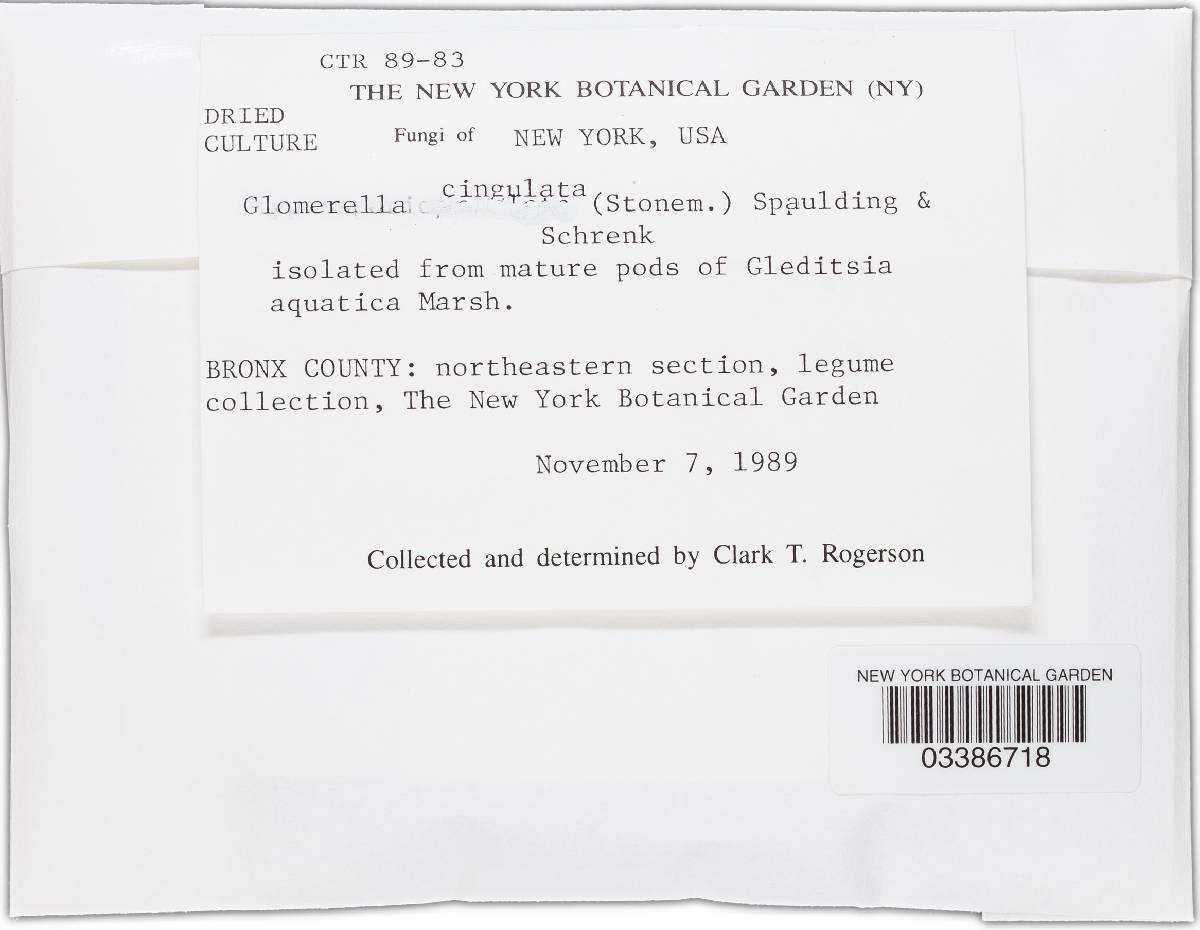 CTR 89-83
THE NEW YORK BOTANICAL GARDEN (NY)
DRIED
CULTURE Fungi of NEW YORK, USA
Glomerella cingulata (Stonem.) Spaulding &
Schrenk
isolated from mature pods of Gleditsia
aquatica Marsh.
BRONX COUNTY: northeastern section, legume
collection, The New York Botanical Garden
November 7, 1989
Collected and determined by Clark T. Rogerson
NEW YORK BOTANICAL GARDEN
03386718